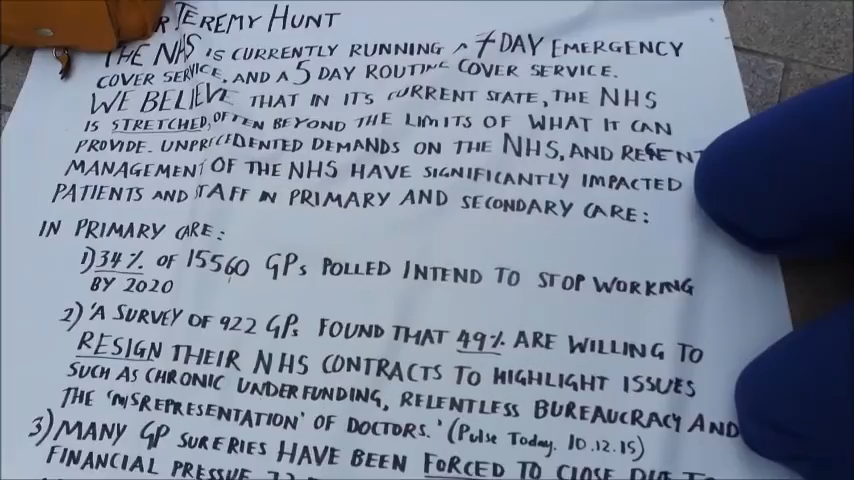 JEREMY HUNT
THE NHS IS CURRENTLY RUNNING A 7 DAY EMERGENCY
COVER SERVICE, AND A 5 DAY ROUTINE COVER SERVICE.
WE BELIEVE THAT IN IT'S CURRENT STATE, THE NHS
IS STRETCHED, OFTEN BEYOND THE LIMITS OF WHAT IT CAN
PROVIDE. UNPRECEDENTED DEMANDS ON THE NHS, AND RECENT
MANAGEMENT OF THE NHS HAVE SIGNIFICANTLY IMPACTED
PATIENTS AND STAFF IN PRIMARY AND SECONDARY CARE:
IN PRIMARY CARE:
1) 34% OF 15560 GPs POLLED INTEND TO STOP WORKING
BY 2020
2) 'A SURVEY OF 922 GPs FOUND THAT 49% ARE WILLING TO
RESIGN THEIR NHS CONTRACTS TO HIGHLIGHT ISSUES
SUCH AS CHRONIC UNDERFUNDING, RELENTLESS BUREAUCRACY AND
THE 'MISREPRESENTATION' OF DOCTORS.' (Pulse Today. 10.12.15)
3) MANY GP SURERIES HAVE BEEN FORCED TO CLOSE DUE TO
FINANCIAL PRESSURE